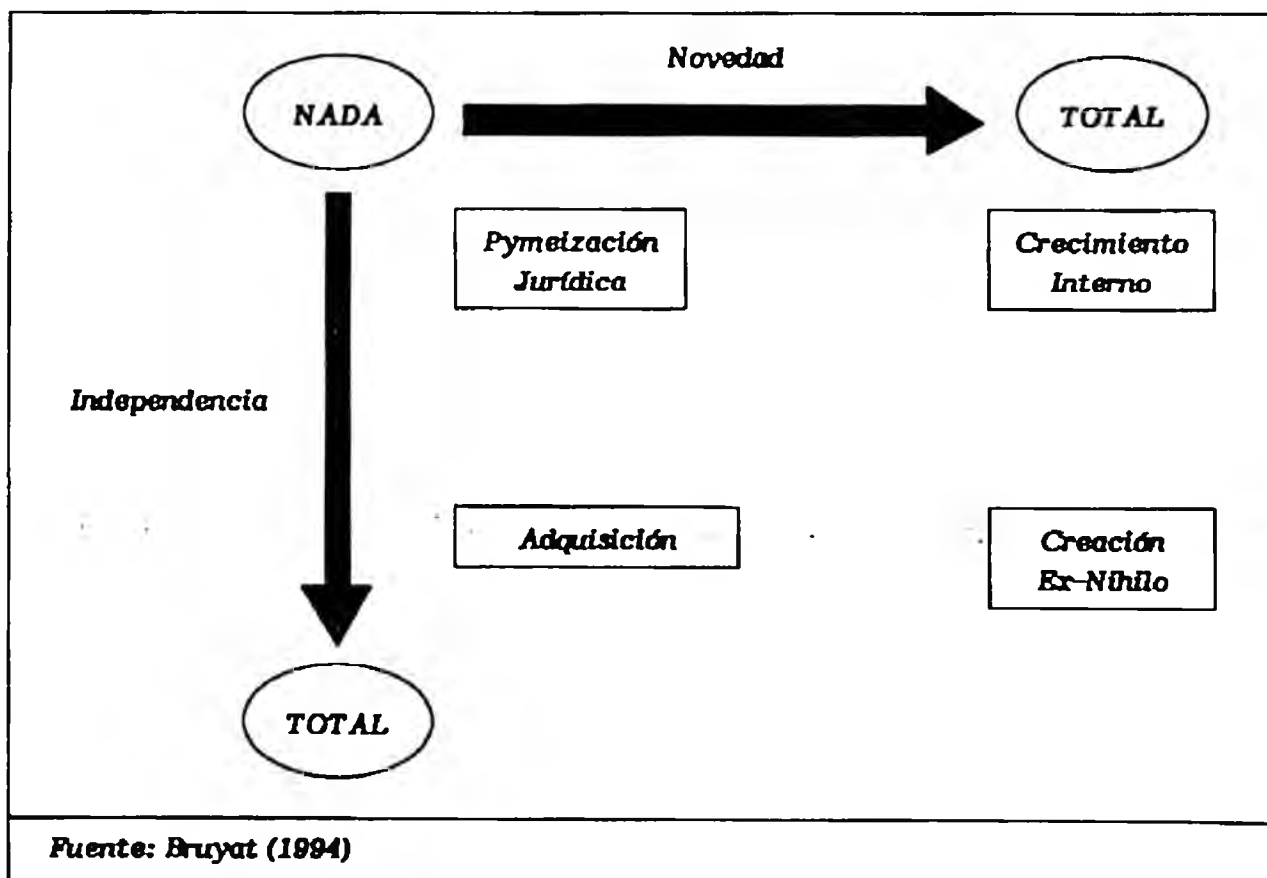 Novedad
NADA
TOTAL
Pymeización
Jurídica
Crecimiento
Interno
Independencia
Adquisición
Creación
Ex-Nihilo
TOTAL
Fuente: Bruyat (1994)